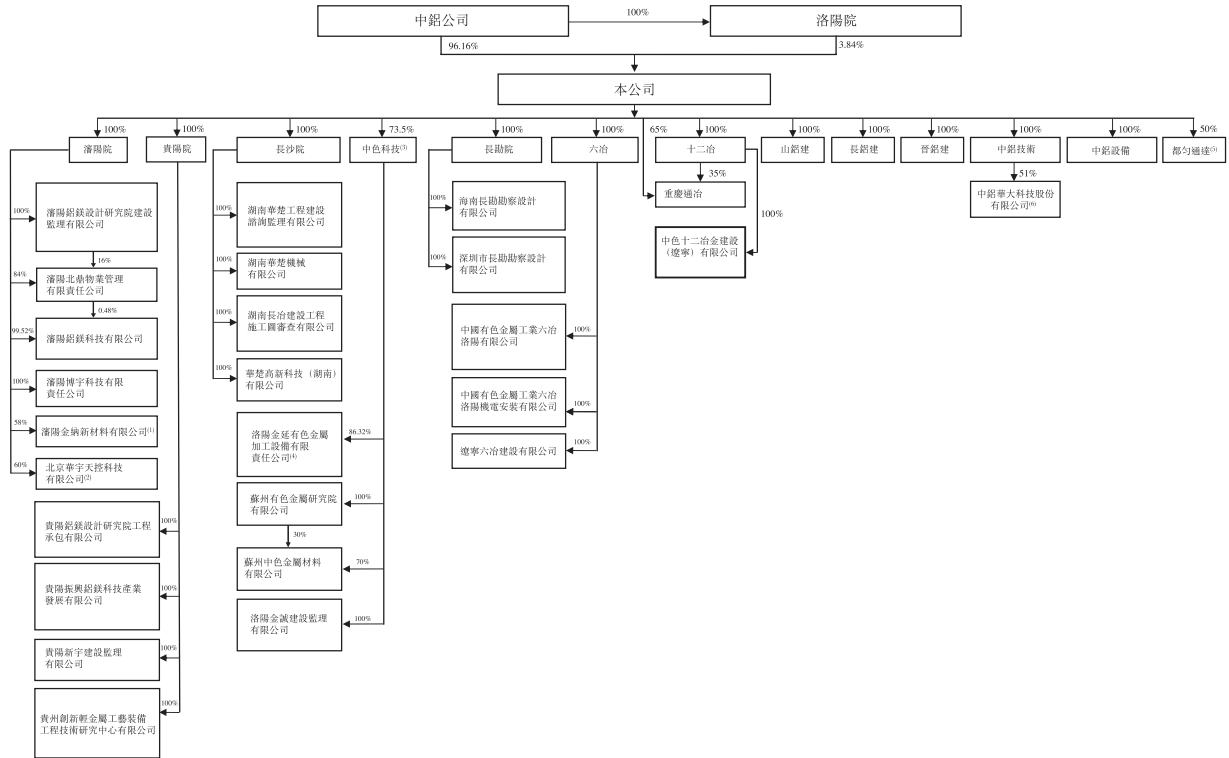 中鋁公司
100%
洛陽院
96.16%
3.84%
本公司
100%
100%
100%
73.5%
100%
100%
65%
100%
100%
100%
100%
100%
100%
50%
瀋陽院
貴陽院
長沙院
中色科技(3)
長勘院
六冶
十二冶
山鋁建
長鋁建
晉鋁建
中鋁技術
中鋁設備
都勻通達(5)
100%
瀋陽鋁鎂設計研究院建設
監理有限公司
16%
84%
瀋陽北鼎物業管理
有限責任公司
0.48%
99.52%
瀋陽鋁鎂科技有限公司
100%
瀋陽博宇科技有限
責任公司
58%
瀋陽金納新材料有限公司(1)
60%
北京華宇天控科技
有限公司(2)
貴陽鋁鎂設計研究院工程
承包有限公司
100%
貴陽振興鋁鎂科技產業
發展有限公司
100%
貴陽新宇建設監理
有限公司
100%
貴州創新輕金屬工藝裝備
工程技術研究中心有限公司
100%
100%
湖南華楚工程建設
諮詢監理有限公司
100%
湖南華楚機械
有限公司
100%
湖南長冶建設工程
施工圖審查有限公司
100%
華楚高新科技（湖南）
有限公司
洛陽金延有色金屬
加工設備有限
責任公司(4)
86.32%
蘇州有色金屬研究院
有限公司
100%
30%
蘇州中色金屬材料
有限公司
70%
洛陽金誠建設監理
有限公司
100%
100%
海南長勘勘察設計
有限公司
100%
深圳市長勘勘察設計
有限公司
中國有色金屬工業六冶
洛陽有限公司
100%
中國有色金屬工業六冶
洛陽機電安裝有限公司
100%
遼寧六冶建設有限公司
100%
35%
重慶通冶
100%
中色十二冶金建設
（遼寧）有限公司
51%
中鋁華大科技股份
有限公司(6)